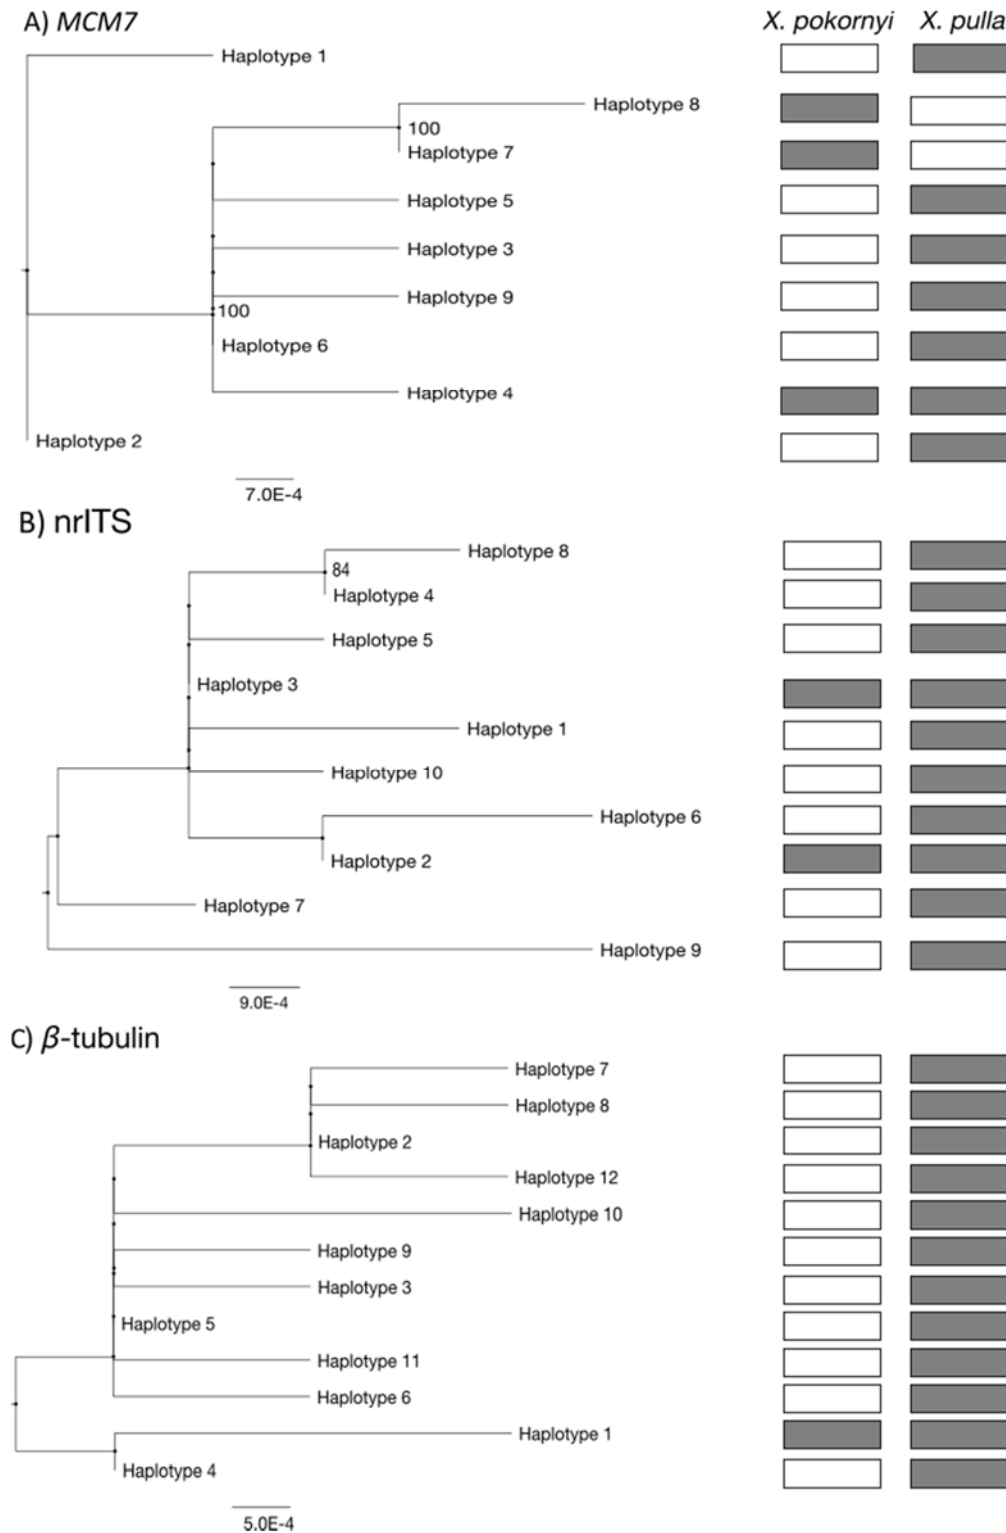 A) MCM7
X. pokornyi X. pulla
Haplotype 1
Haplotype 8
100
Haplotype 7
Haplotype 5
Haplotype 3
Haplotype 9
100
Haplotype 6
Haplotype 4
Haplotype 2
7.0E-4
B) nrITS
Haplotype 8
84
Haplotype 4
Haplotype 5
Haplotype 3
Haplotype 1
Haplotype 10
Haplotype 6
Haplotype 2
Haplotype 7
Haplotype 9
9.0E-4
C) β-tubulin
Haplotype 7
Haplotype 8
Haplotype 2
Haplotype 12
Haplotype 10
Haplotype 9
Haplotype 3
Haplotype 5
Haplotype 11
Haplotype 6
Haplotype 1
Haplotype 4
5.0E-4